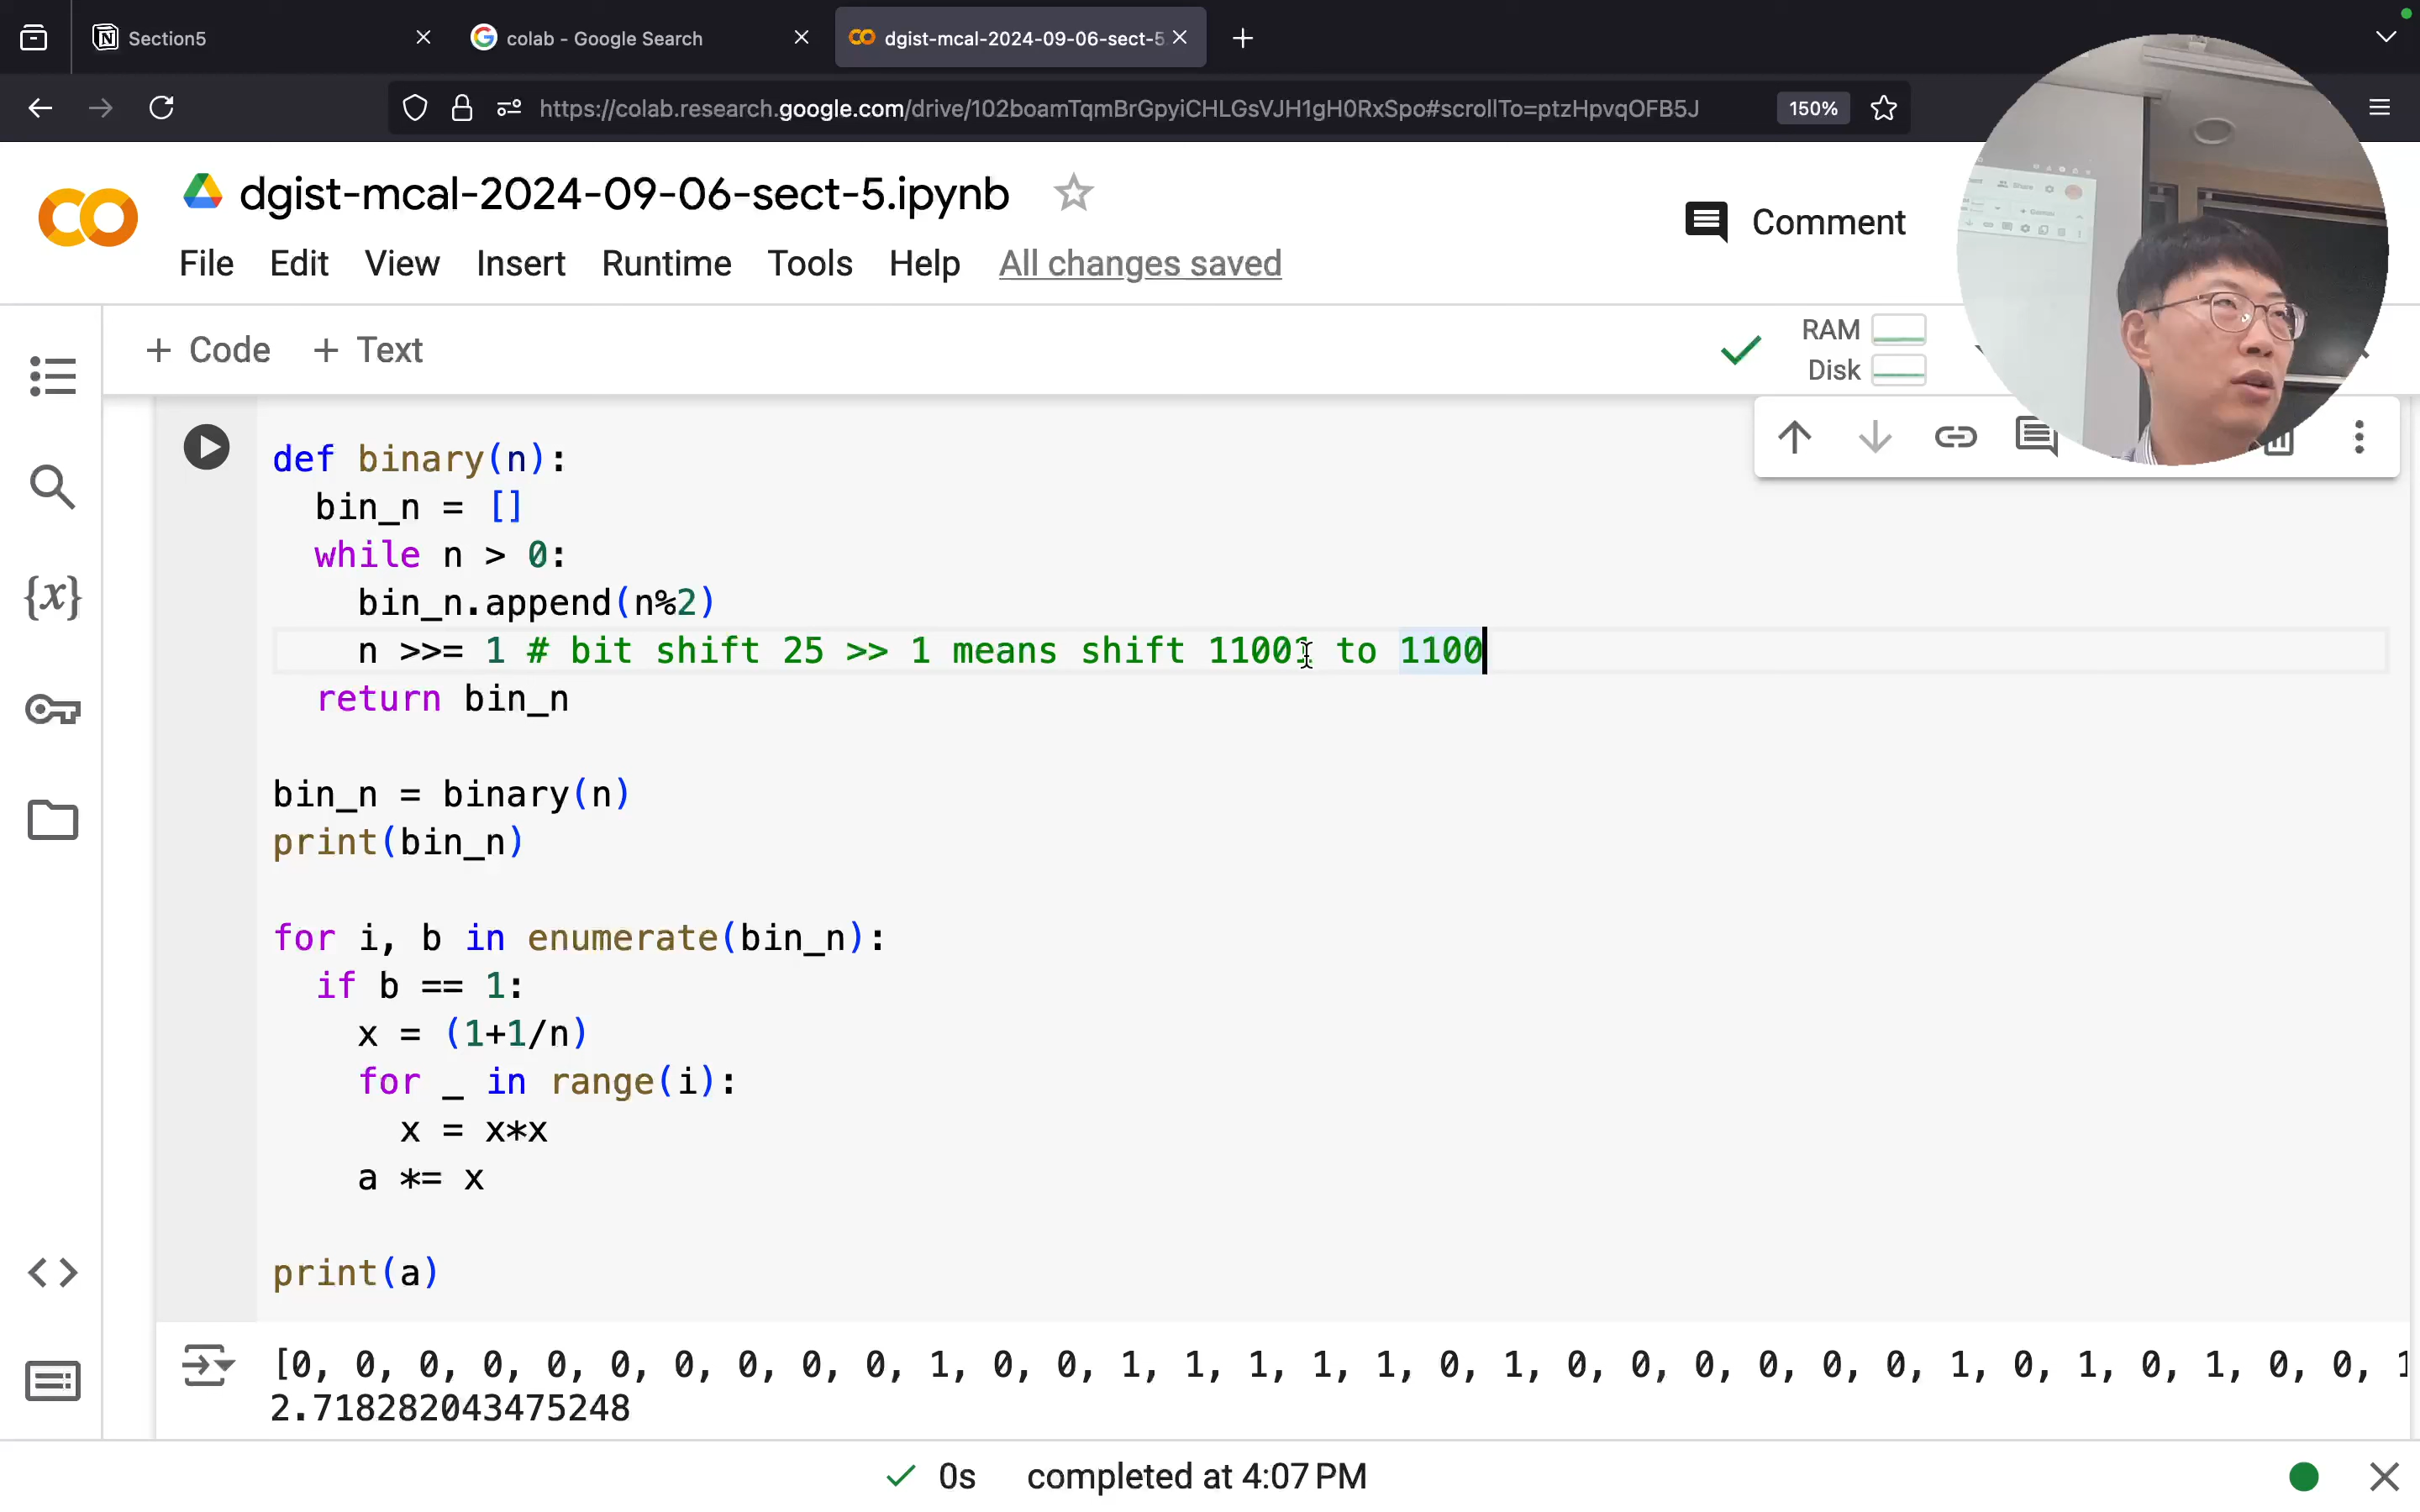 Section5
colab - Google Search
dgist-mcal-2024-09-06-sect-5
https://colab.research.google.com/drive/102boamTqmBrGpyiCHLGsVJH1gH0RxSpo#scrollTo=ptzHpvqOFB5J
150%
dgist-mcal-2024-09-06-sect-5.ipynb
Comment
File Edit View Insert Runtime Tools Help All changes saved
+ Code + Text
RAM
Disk
def binary(n):
bin_n = []
while n > 0:
bin_n.append(n%2)
n >>= 1 # bit shift 25 >> 1 means shift 11001 to 1100
return bin_n
bin_n = binary(n)
print(bin_n)
for i, b in enumerate(bin_n):
if b == 1:
x = (1+1/n)
for _ in range(i):
x = x*x
a *= x
print(a)
[0, 0, 0, 0, 0, 0, 0, 0, 0, 0, 1, 0, 0, 1, 1, 1, 1, 1, 0, 1, 0, 0, 0, 0, 0, 0, 1, 0, 1, 0, 1, 0, 0, 1
2.718282043475248
0s completed at 4:07 PM